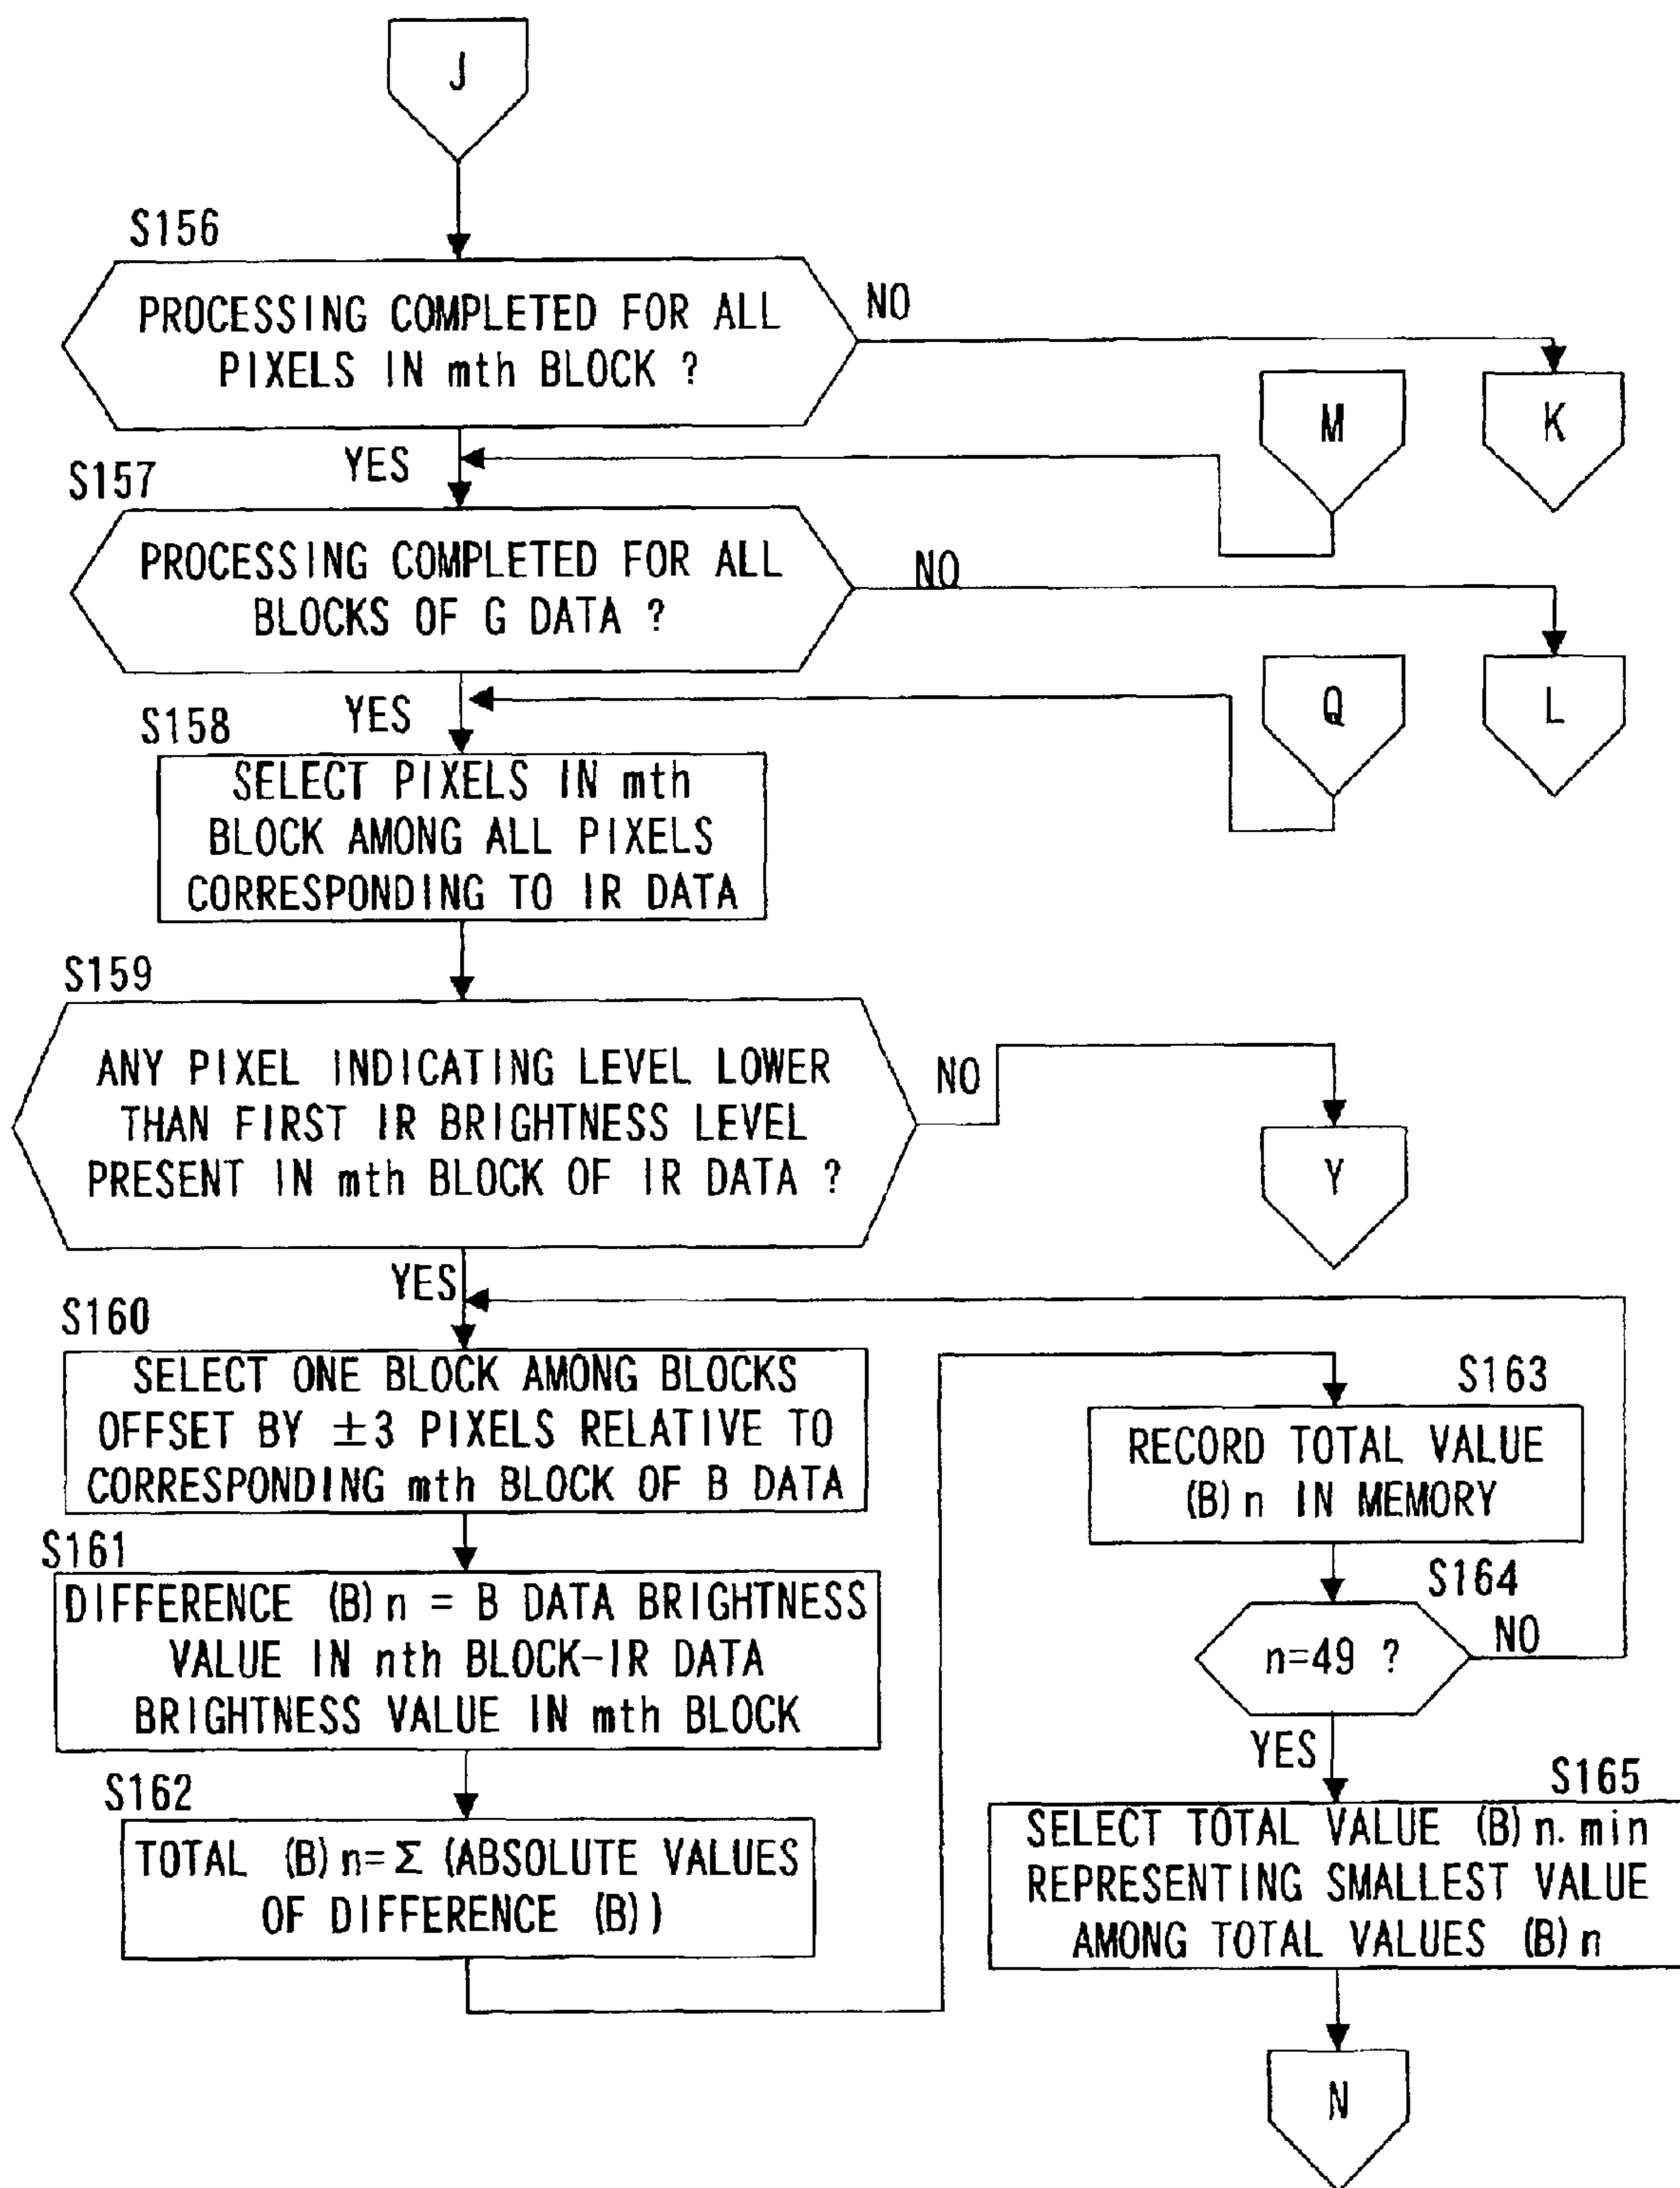 J
S156
PROCESSING COMPLETED FOR ALL
PIXELS IN mth BLOCK ?
NO
K
M
YES
S157
PROCESSING COMPLETED FOR ALL
BLOCKS OF G DATA ?
NO
L
Q
YES
S158
SELECT PIXELS IN mth
BLOCK AMONG ALL PIXELS
CORRESPONDING TO IR DATA
S159
ANY PIXEL INDICATING LEVEL LOWER
THAN FIRST IR BRIGHTNESS LEVEL
PRESENT IN mth BLOCK OF IR DATA ?
NO
Y
YES
S160
SELECT ONE BLOCK AMONG BLOCKS
OFFSET BY ±3 PIXELS RELATIVE TO
CORRESPONDING mth BLOCK OF B DATA
S161
DIFFERENCE (B)n = B DATA BRIGHTNESS
VALUE IN nth BLOCK-IR DATA
BRIGHTNESS VALUE IN mth BLOCK
S162
TOTAL (B)n=Σ (ABSOLUTE VALUES
OF DIFFERENCE (B))
S163
RECORD TOTAL VALUE
(B)n IN MEMORY
S164
n=49 ?
NO
YES
S165
SELECT TOTAL VALUE (B)n.min
REPRESENTING SMALLEST VALUE
AMONG TOTAL VALUES (B)n
N